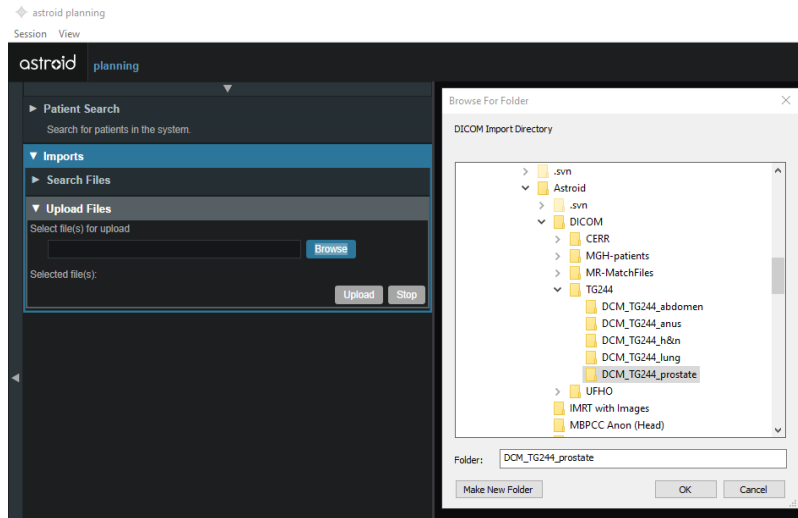 astroid planning
Session View
astroid planning
Patient Search
Search for patients in the system.
Imports
Search Files
Upload Files
Select file(s) for upload
Browse
Selected file(s):
Upload Stop
Browse For Folder
DICOM Import Directory
.svn
Astroid
.svn
DICOM
CERR
MGH-patients
MR-MatchFiles
TG244
DCM_TG244_abdomen
DCM_TG244_anus
DCM_TG244_h&n
DCM_TG244_lung
DCM_TG244_prostate
UFHO
IMRT with Images
MBPCC Anon (Head)
Folder: DCM_TG244_prostate
Make New Folder OK Cancel